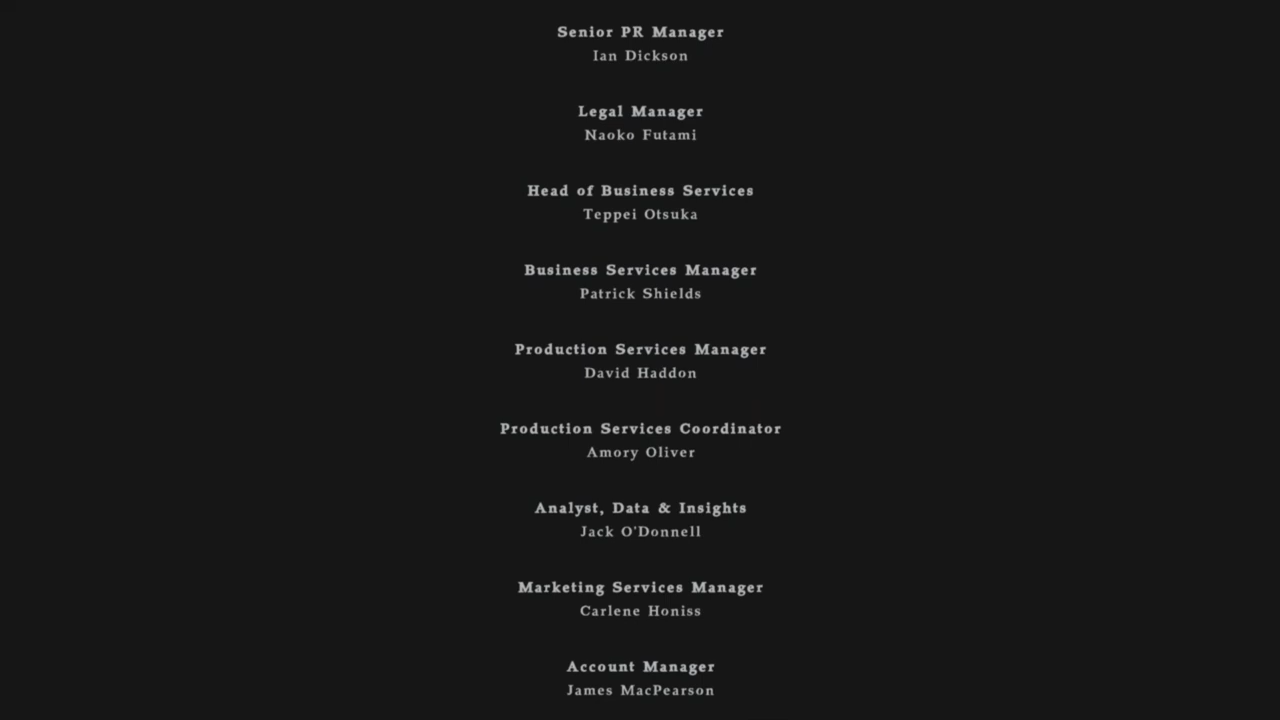 Senior PR Manager
Ian Dickson
Legal Manager
Naoko Futami
Head of Business Services
Teppei Otsuka
Business Services Manager
Patrick Shields
Production Services Manager
David Haddon
Production Services Coordinator
Amory Oliver
Analyst, Data & Insights
Jack O'Donnell
Marketing Services Manager
Carlene Honiss
Account Manager
James MacPearson